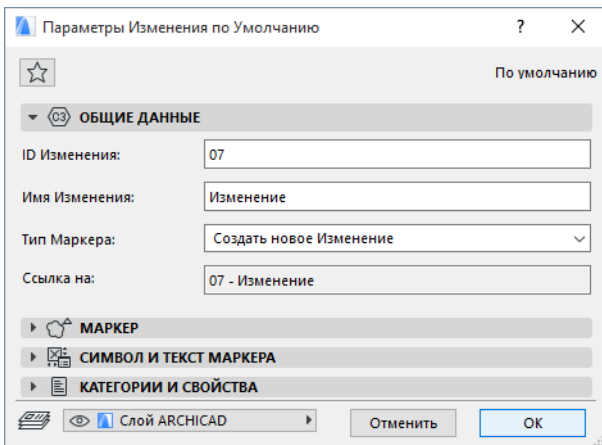 Параметры Изменения по Умолчанию
По умолчанию
ОБЩИЕ ДАННЫЕ
ID Изменения: 07
Имя Изменения: Изменение
Тип Маркера: Создать новое Изменение
Ссылка на: 07 - Изменение
МАРКЕР
СИМВОЛ И ТЕКСТ МАРКЕРА
КАТЕГОРИИ И СВОЙСТВА
Слой ARCHICAD Отменить OK